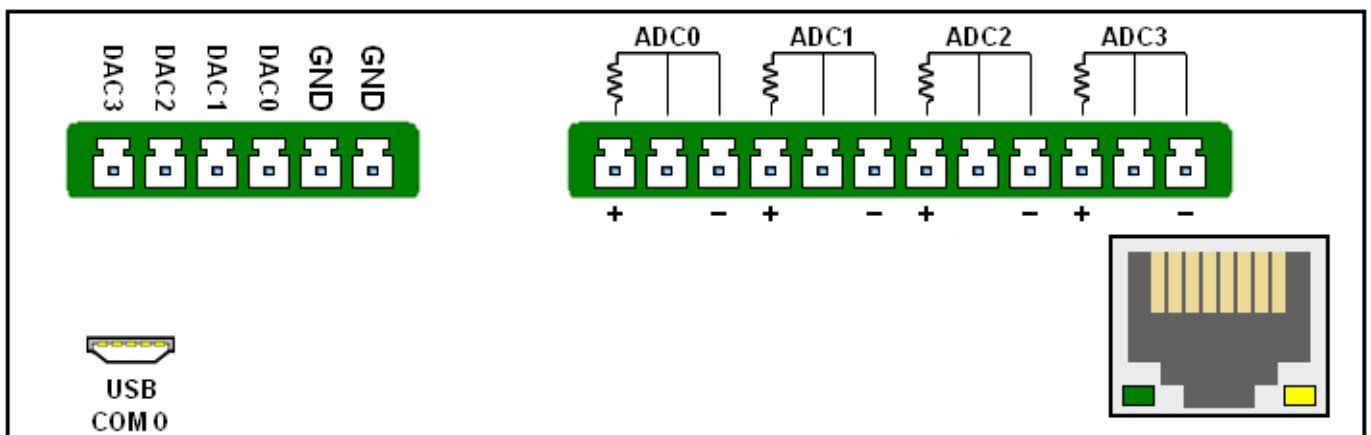 DAC3 DAC2 DAC1 DAC0 GND GND
ADC0 ADC1 ADC2 ADC3
+ − + − + − + −
USB
COM 0